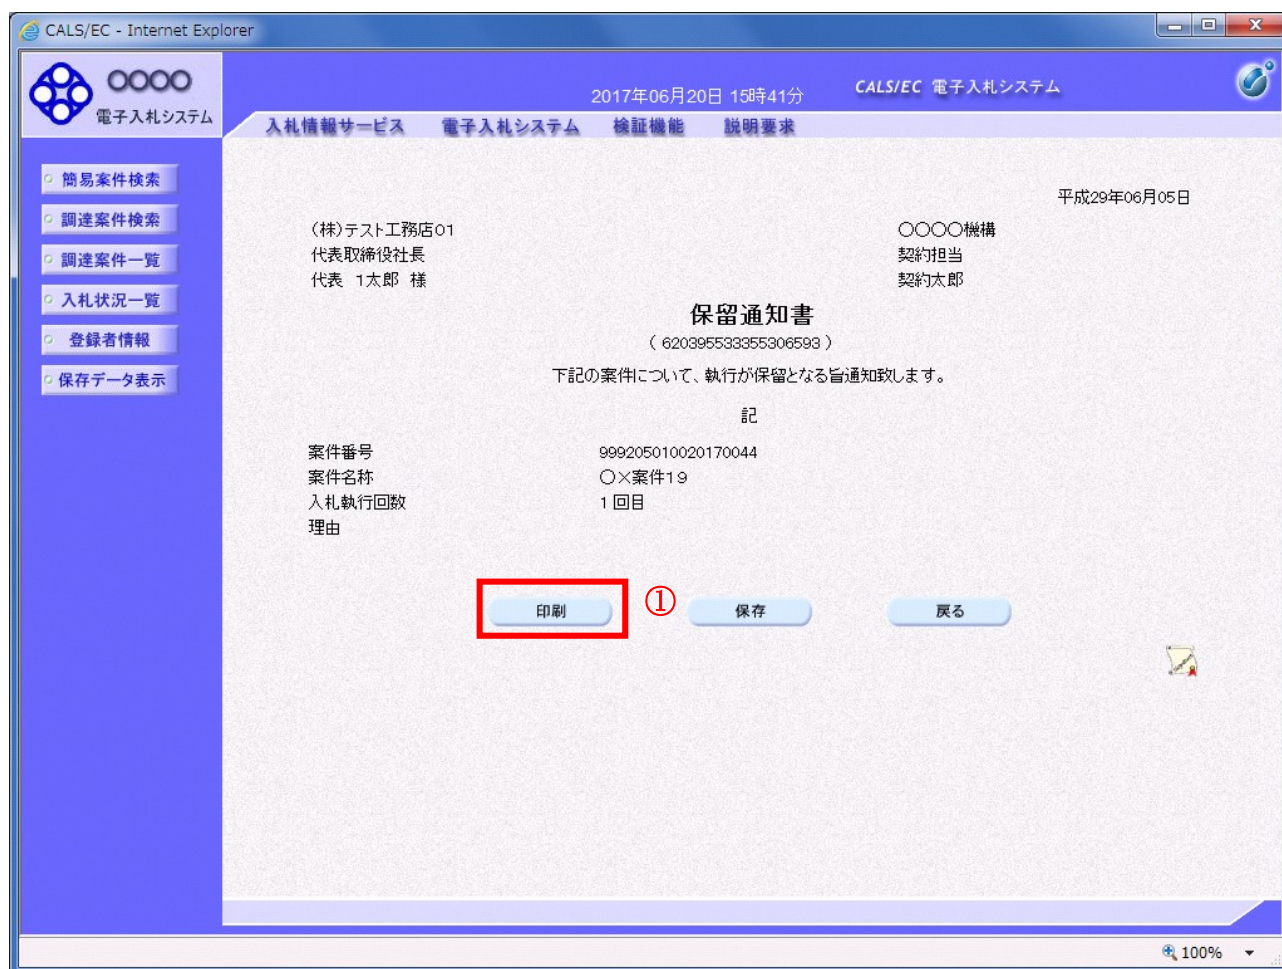 CALS/EC - Internet Explorer
○○○○
電子入札システム
2017年06月20日 15時41分
CALS/EC 電子入札システム
入札情報サービス 電子入札システム 検証機能 説明要求
簡易案件検索
調達案件検索
調達案件一覧
入札状況一覧
登録者情報
保存データ表示
平成29年06月05日
(株)テスト工務店01
代表取締役社長
代表 1太郎 様
○○○○機構
契約担当
契約太郎
保留通知書
( 620395533355306593 )
下記の案件について、執行が保留となる旨通知致します。
記
案件番号 999205010020170044
案件名称 ○×案件19
入札執行回数 1回目
理由
印刷 ① 保存 戻る
100%